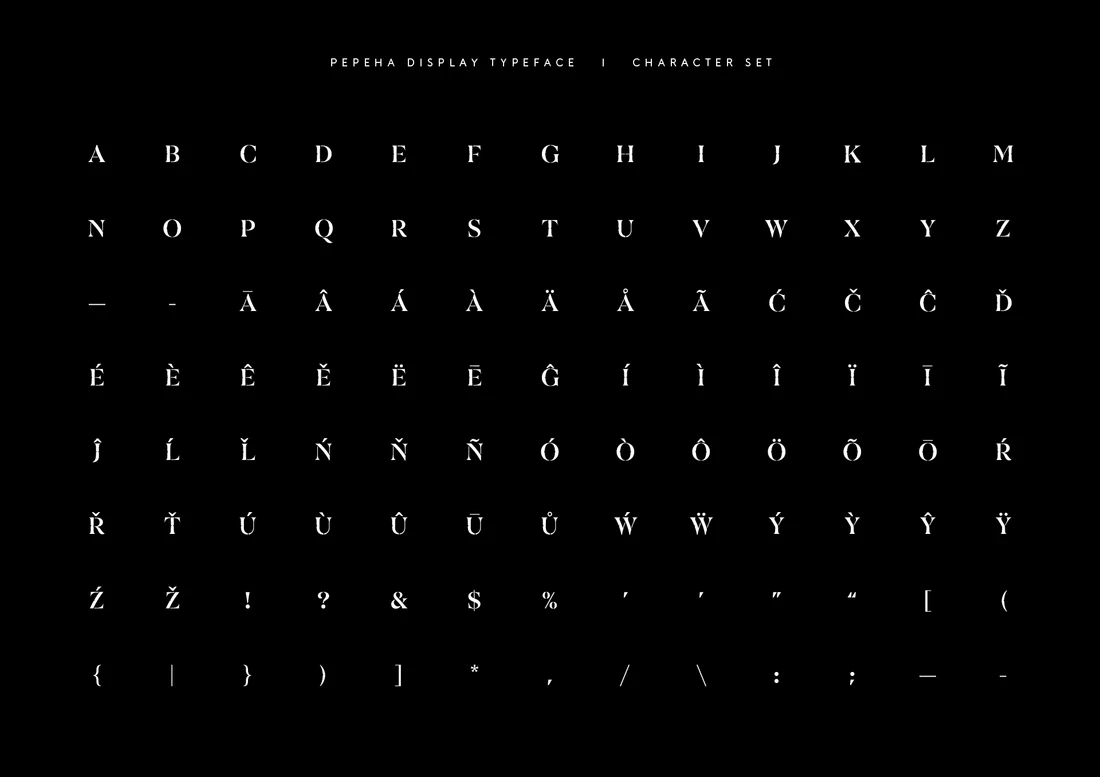 PEPEHA DISPLAY TYPEFACE | CHARACTER SET
A B C D E F G H I J K L M
N O P Q R S T U V W X Y Z
— - Ā Â Á À Ä Å Ã Ć Č Ĉ Ď
É È Ê Ě Ë Ē Ĝ Í Ì Î Ï Ī Ĩ
Ĵ Ĺ Ľ Ń Ň Ñ Ó Ò Ô Ö Õ Ō Ŕ
Ř Ť Ú Ù Û Ū Ů Ẃ Ẅ Ý Ỳ Ŷ Ÿ
Ź Ž ! ? & $ % ′ ′ ″ “ [ (
{ | } ) ] * , / \ : ; — -